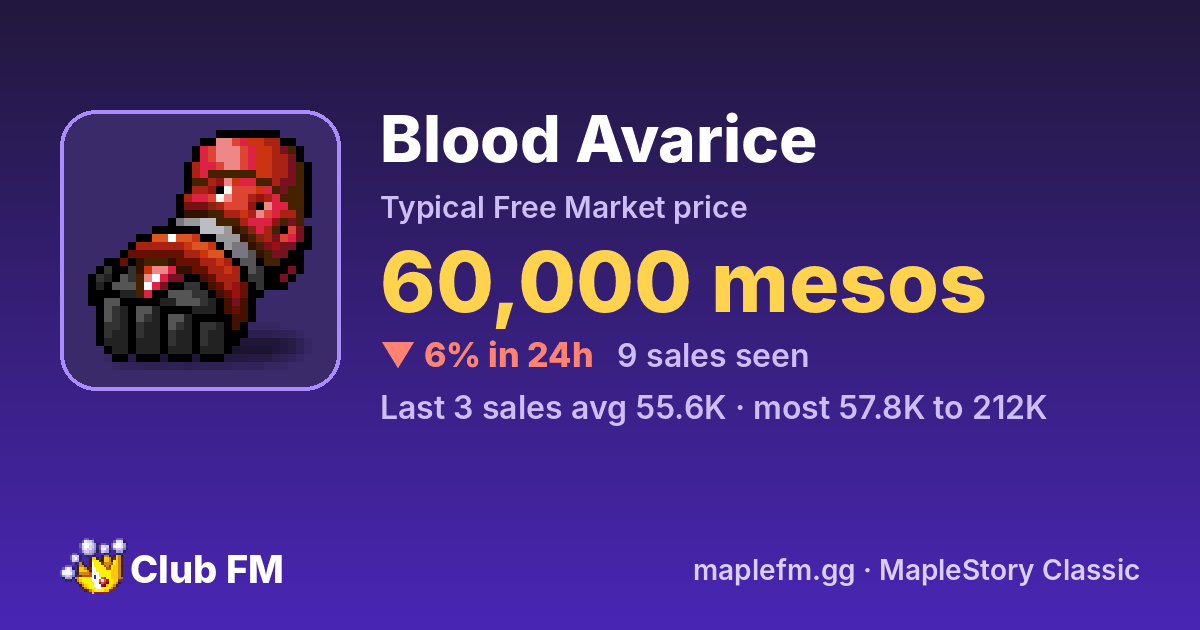 Blood Avarice
Typical Free Market price
60,000 mesos
▼ 6% in 24h 9 sales seen
Last 3 sales avg 55.6K · most 57.8K to 212K
Club FM
maplefm.gg · MapleStory Classic